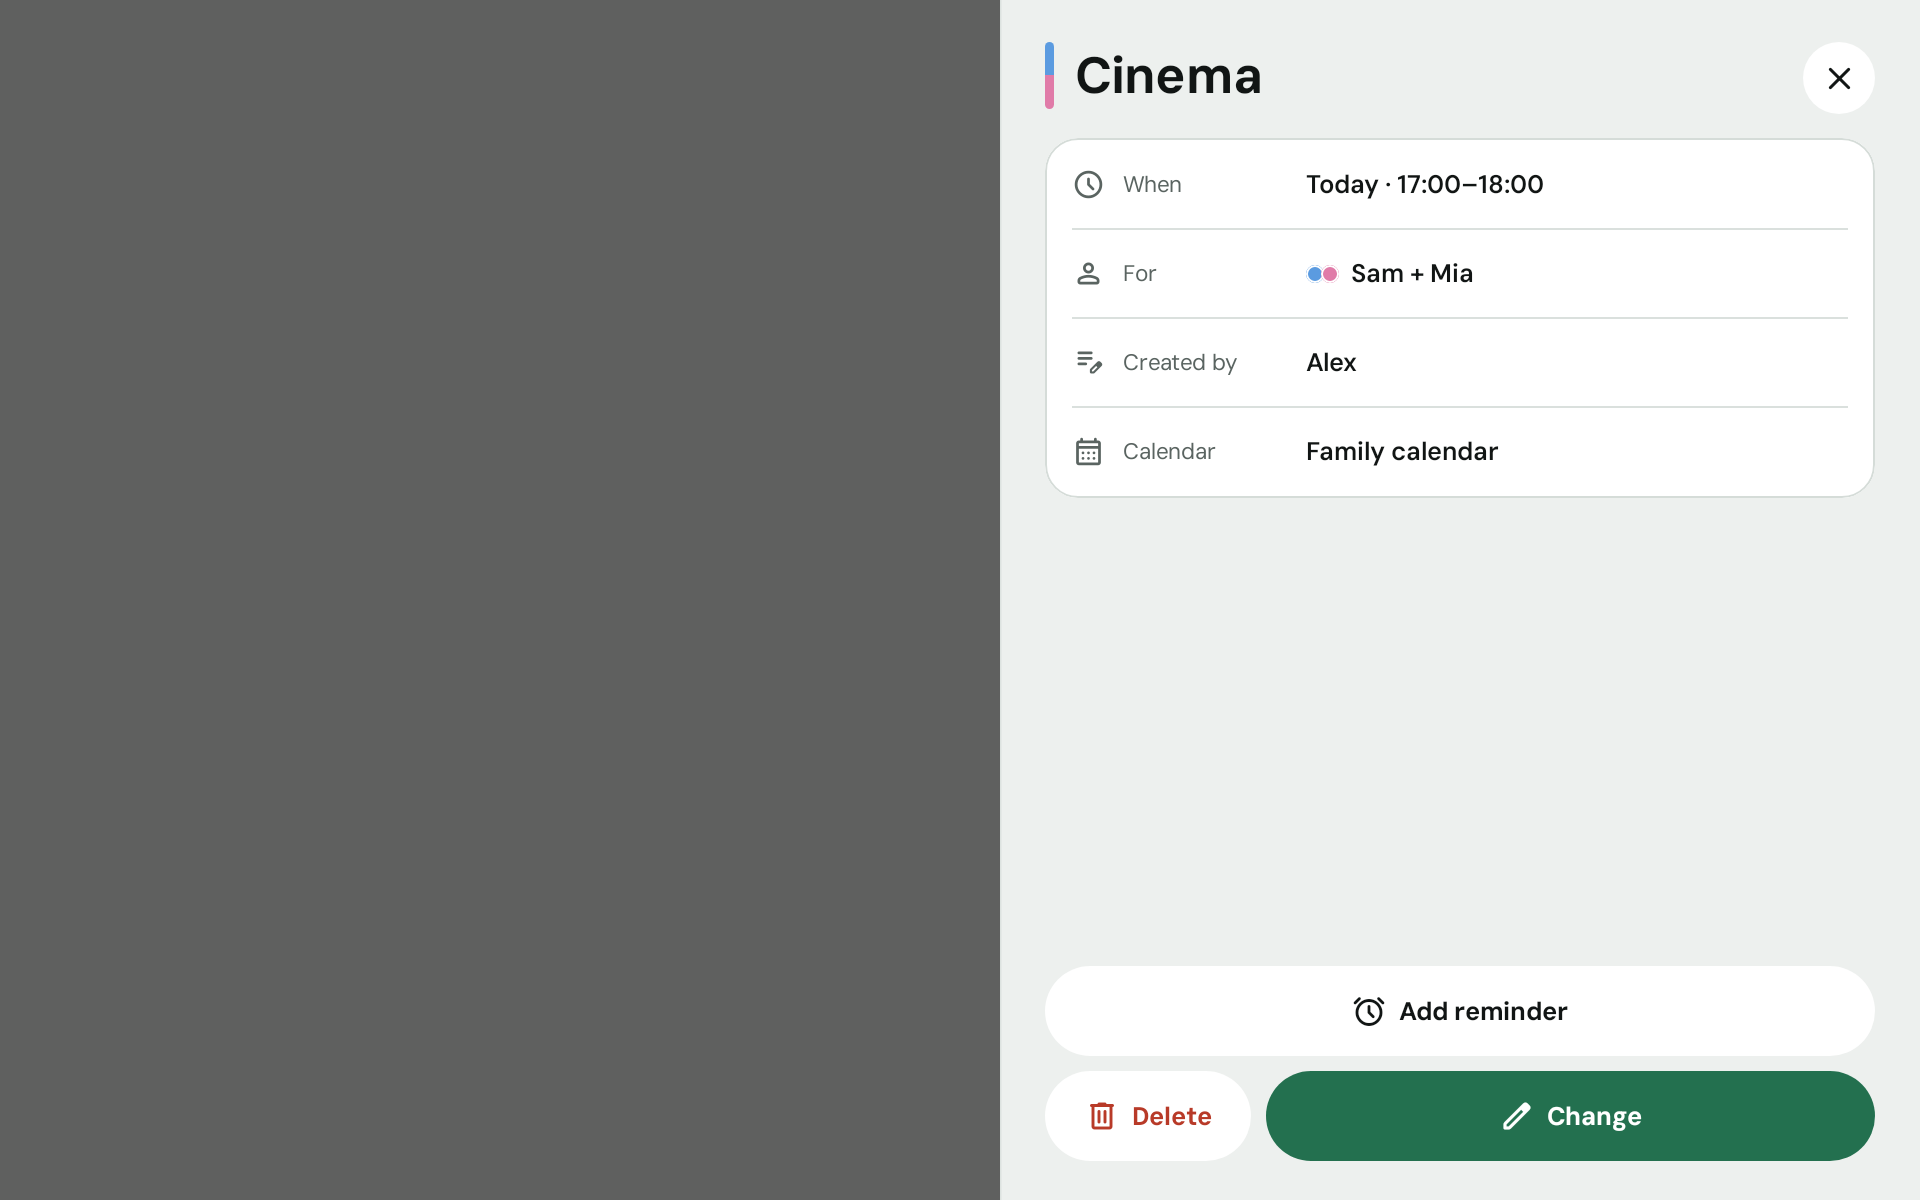 Cinema
When Today · 17:00–18:00
For Sam + Mia
Created by Alex
Calendar Family calendar
Add reminder
Delete Change